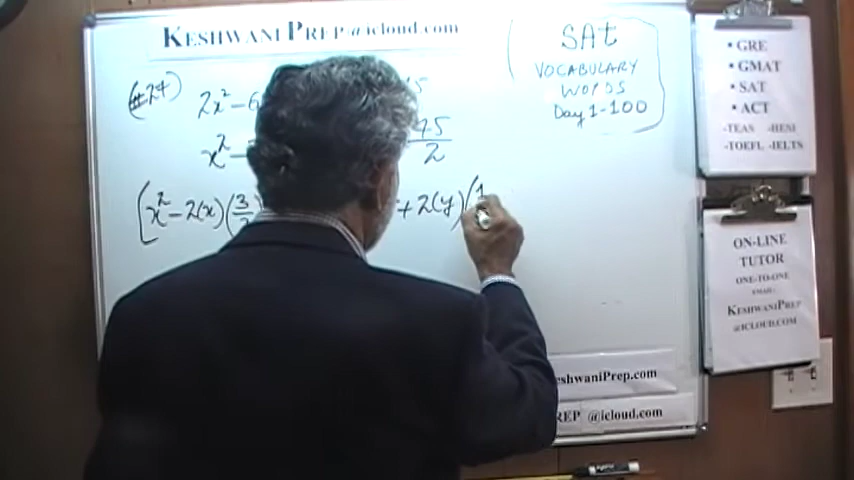 KESHWANI PREP @icloud.com
(#24)
2x² - 6
x² -
45
2
[x² - 2(x)(3
+ 2(y)(1
SAt
VOCABULARY
WORDS
Day 1-100
• GRE
• GMAT
• SAT
• ACT
-TEAS -HESI
-TOEFL -IELTS
ON-LINE
TUTOR
ONE-TO-ONE
EMAIL:
KESHWANIPREP
@ICLOUD.COM
eshwaniPrep.com
REP @icloud.com